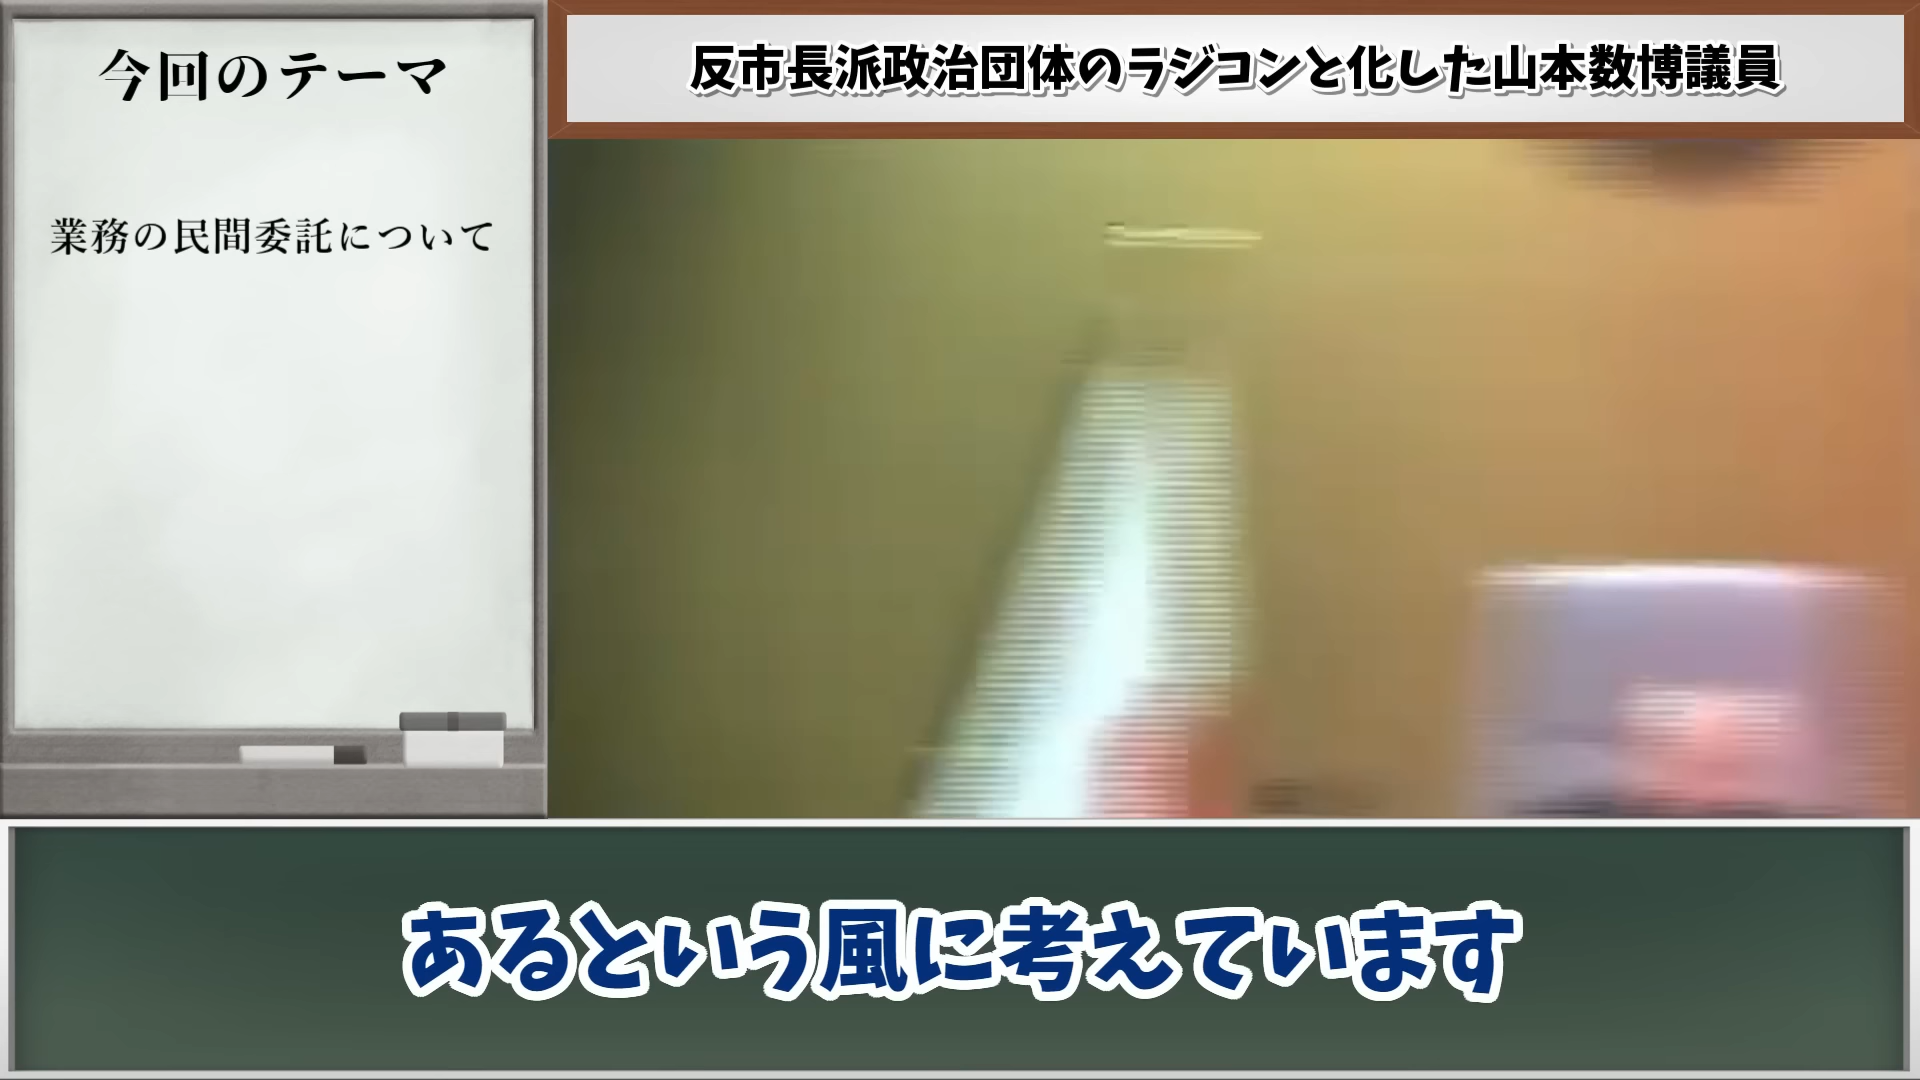 今回のテーマ
業務の民間委託について
反市長派政治団体のラジコンと化した山本数博議員
あるという風に考えています